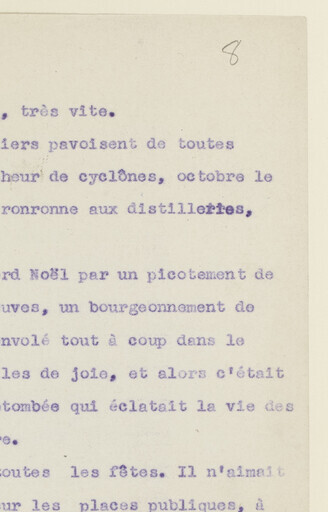 8
, très vite.
iers pavoisent de toutes
heur de cyclônes, octobre le
ronronne aux distilleries,
rd Noël par un picotement de
uves, un bourgeonnement de
nvolé tout à coup dans le
les de joie, et alors c'était
tombée qui éclatait la vie des
e.
toutes les fêtes. Il n'aimait
ur les places publiques, à